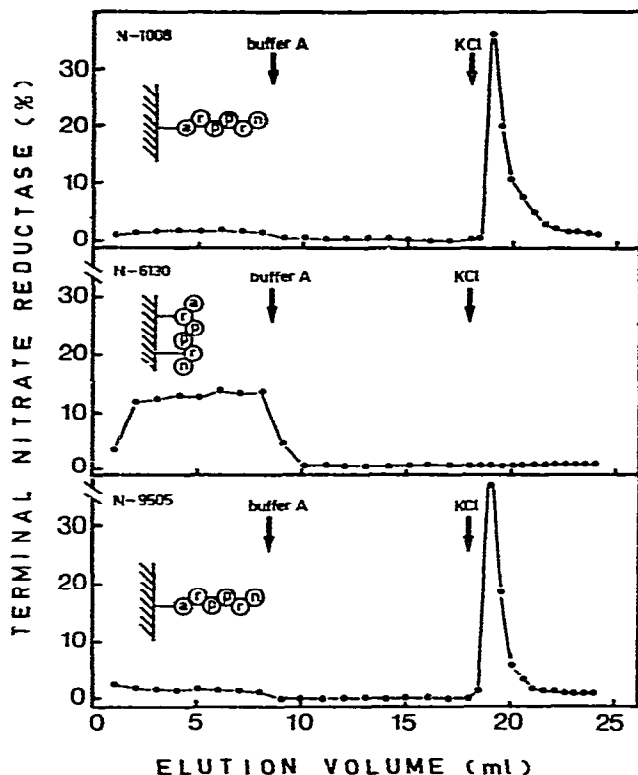 TERMINAL NITRATE REDUCTASE (%)
N-1008
buffer A
KCl
a r p p r n
30
20
10
0
N-6130
buffer A
KCl
a
r
p
p
r
n
30
20
10
0
N-9505
buffer A
KCl
a r p p r n
30
20
10
0
0 5 10 15 20 25
ELUTION VOLUME (ml)